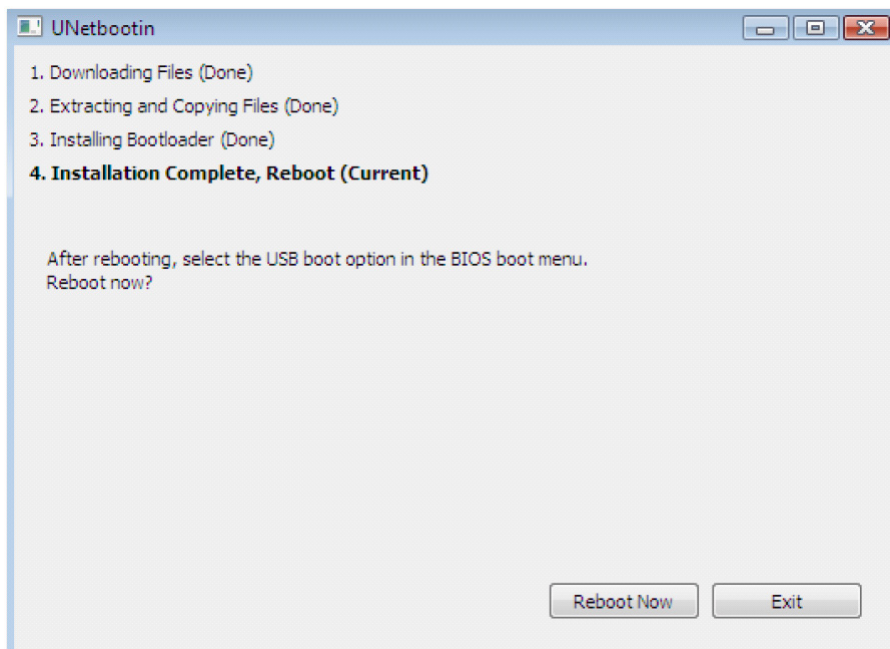 UNetbootin
1. Downloading Files (Done)
2. Extracting and Copying Files (Done)
3. Installing Bootloader (Done)
4. Installation Complete, Reboot (Current)
After rebooting, select the USB boot option in the BIOS boot menu.
Reboot now?
Reboot Now
Exit